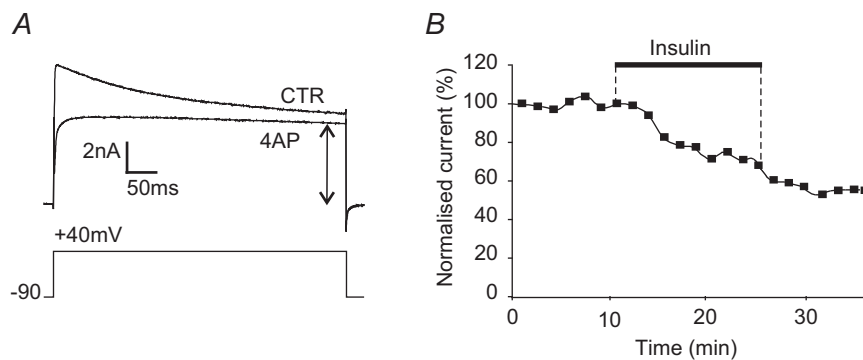 A
CTR
4AP
2nA
50ms
+40mV
-90
B
Insulin
Normalised current (%)
120
100
80
60
40
20
0
0 10 20 30
Time (min)